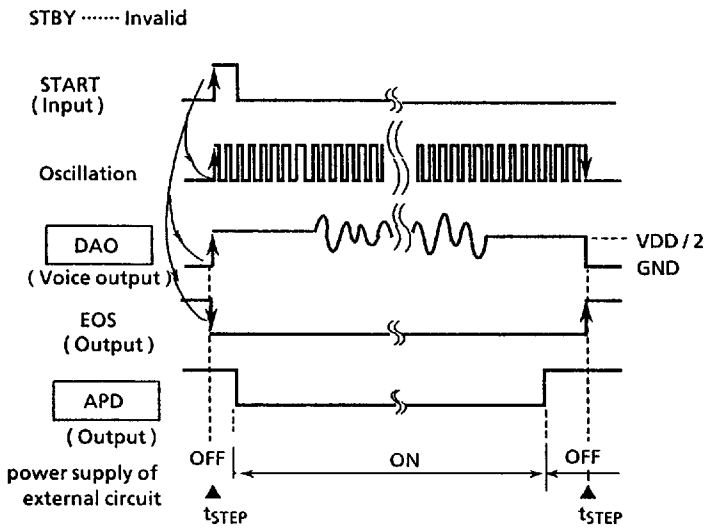 STBY ······· Invalid
START
( Input )
Oscillation
DAO
( Voice output )
VDD / 2
GND
EOS
( Output )
APD
( Output )
OFF
ON
OFF
power supply of
external circuit
tSTEP
tSTEP